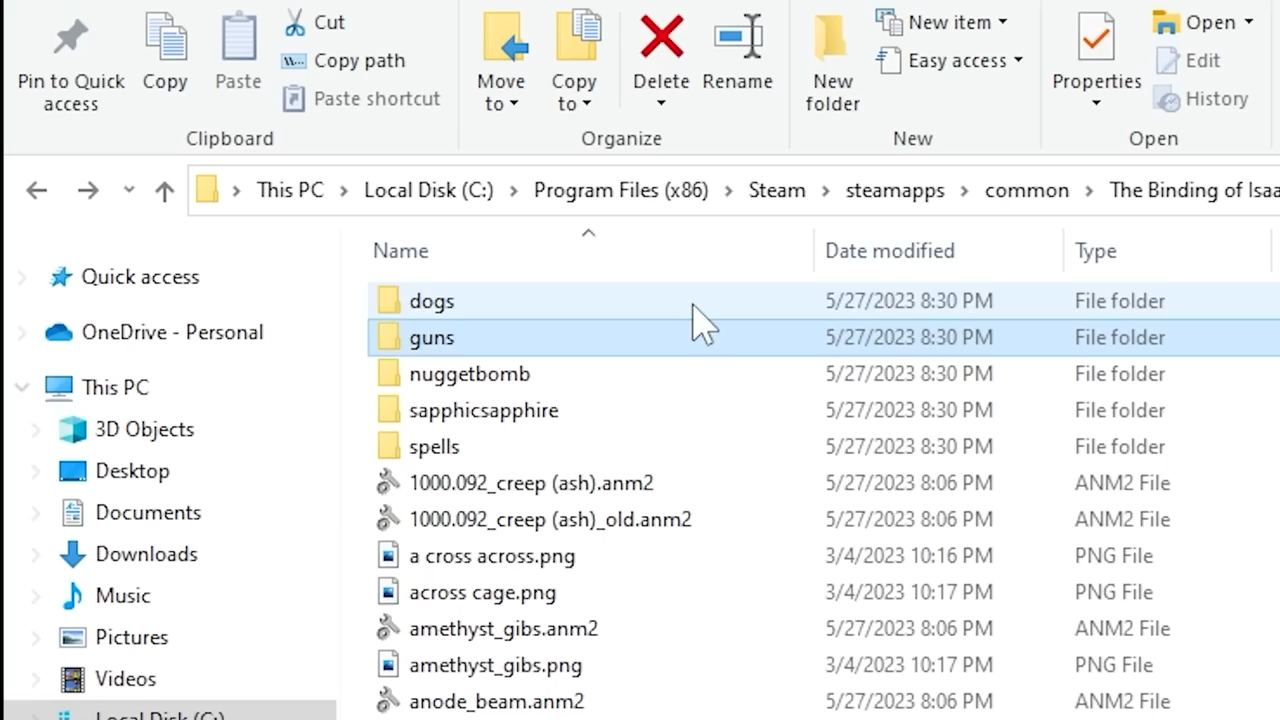 Pin to Quick access
Copy
Paste
Cut
Copy path
Paste shortcut
Clipboard
Move to
Copy to
Delete
Rename
Organize
New folder
New item
Easy access
New
Properties
Open
Edit
History
Open
This PC > Local Disk (C:) > Program Files (x86) > Steam > steamapps > common > The Binding of Isaa
Name Date modified Type
Quick access
OneDrive - Personal
This PC
3D Objects
Desktop
Documents
Downloads
Music
Pictures
Videos
Local Disk (C:)
dogs 5/27/2023 8:30 PM File folder
guns 5/27/2023 8:30 PM File folder
nuggetbomb 5/27/2023 8:30 PM File folder
sapphicsapphire 5/27/2023 8:30 PM File folder
spells 5/27/2023 8:30 PM File folder
1000.092_creep (ash).anm2 5/27/2023 8:06 PM ANM2 File
1000.092_creep (ash)_old.anm2 5/27/2023 8:06 PM ANM2 File
a cross across.png 3/4/2023 10:16 PM PNG File
across cage.png 3/4/2023 10:17 PM PNG File
amethyst_gibs.anm2 5/27/2023 8:06 PM ANM2 File
amethyst_gibs.png 3/4/2023 10:17 PM PNG File
anode_beam.anm2 5/27/2023 8:06 PM ANM2 File